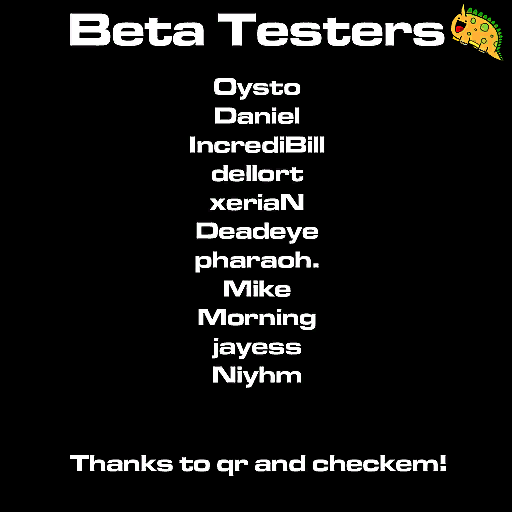 Beta Testers
Oysto
Daniel
IncrediBill
dellort
xeriaN
Deadeye
pharaoh.
Mike
Morning
jayess
Niyhm
Thanks to qr and checkem!